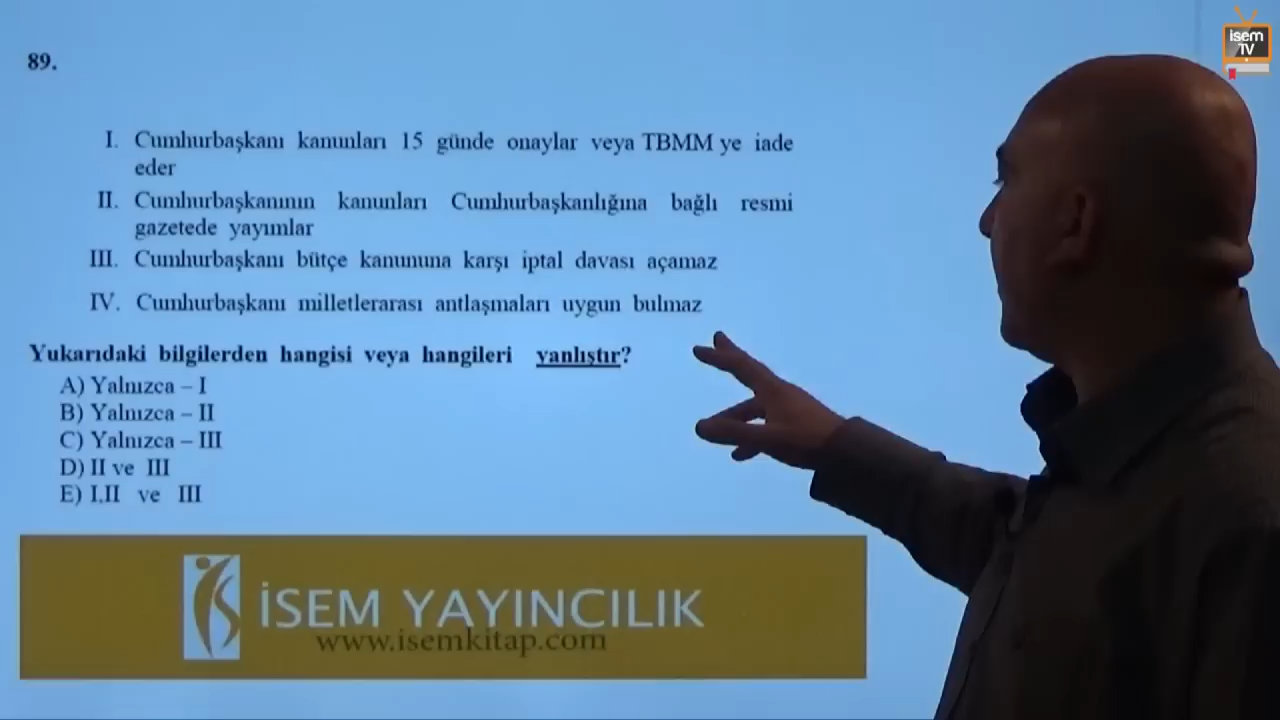 isem
TV
89.
I. Cumhurbaşkanı kanunları 15 günde onaylar veya TBMM ye iade
eder
II. Cumhurbaşkanının kanunları Cumhurbaşkanlığına bağlı resmi
gazetede yayımlar
III. Cumhurbaşkanı bütçe kanununa karşı iptal davası açamaz
IV. Cumhurbaşkanı milletlerarası antlaşmaları uygun bulmaz
Yukarıdaki bilgilerden hangisi veya hangileri yanlıştır?
A) Yalnızca – I
B) Yalnızca – II
C) Yalnızca – III
D) II ve III
E) I,II ve III
İSEM YAYINCILIK
www.isemkitap.com